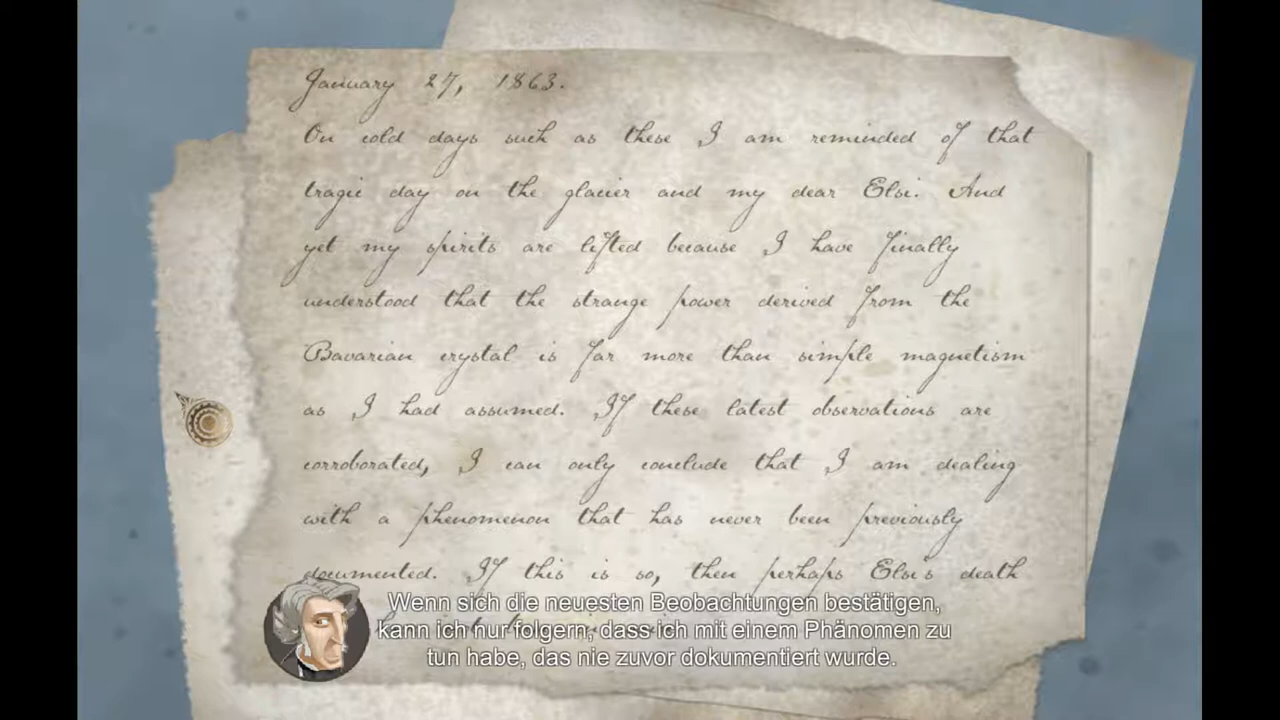 January 27, 1863.
On cold days such as these I am reminded of that
tragic day on the glacier and my dear Elsi. And
yet my spirits are lifted because I have finally
understood that the strange power derived from the
Bavarian crystal is far more than simple magnetism
as I had assumed. If these latest observations are
corroborated, I can only conclude that I am dealing
with a phenomenon that has never been previously
documented. If this is so, then perhaps Elsi's death
Wenn sich die neuesten Beobachtungen bestätigen,
kann ich nur folgern, dass ich mit einem Phänomen zu
tun habe, das nie zuvor dokumentiert wurde.